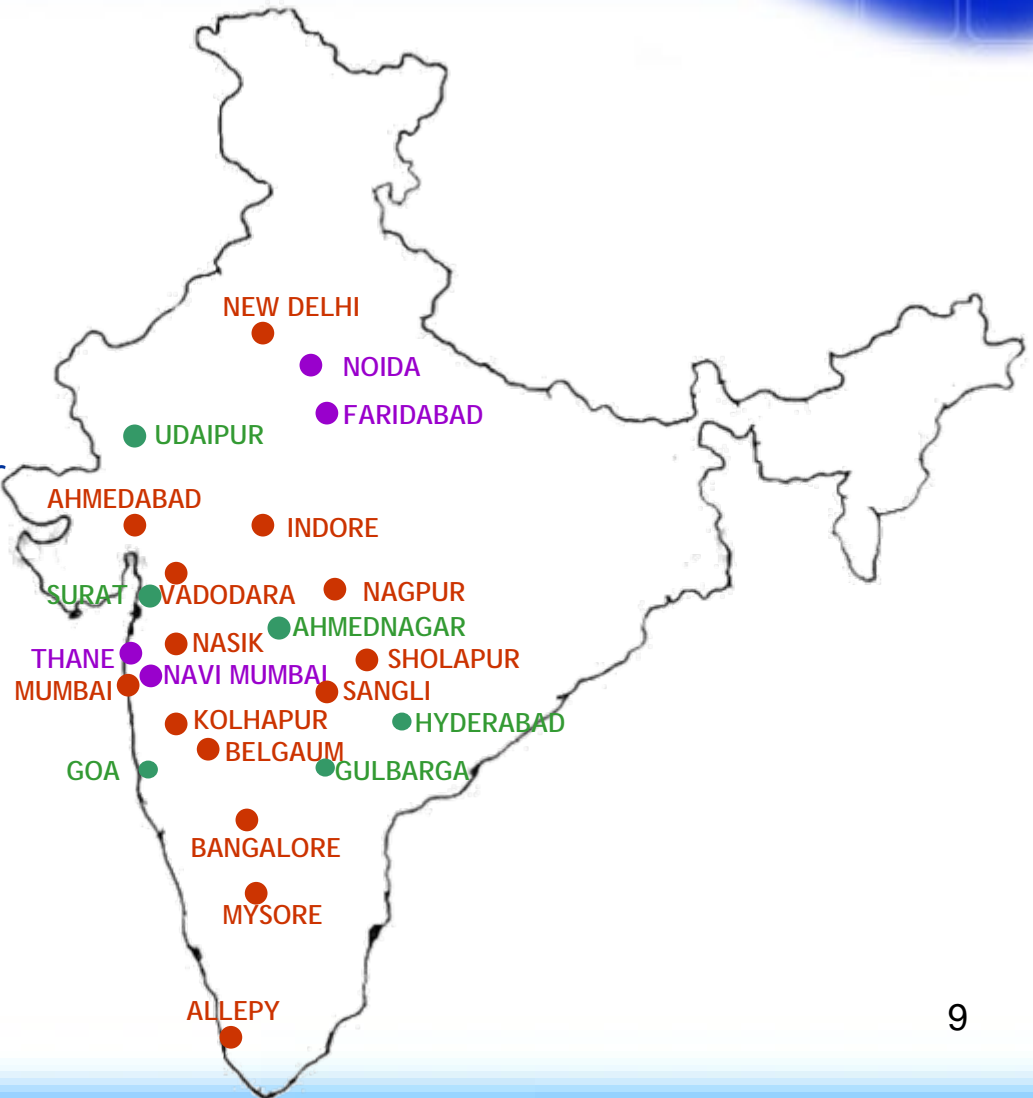 NEW DELHI
NOIDA
FARIDABAD
UDAIPUR
AHMEDABAD
INDORE
SURAT
VADODARA
NAGPUR
AHMEDNAGAR
NASIK
THANE
SHOLAPUR
NAVI MUMBAI
MUMBAI
SANGLI
KOLHAPUR
HYDERABAD
BELGAUM
GOA
GULBARGA
BANGALORE
MYSORE
ALLEPY
9